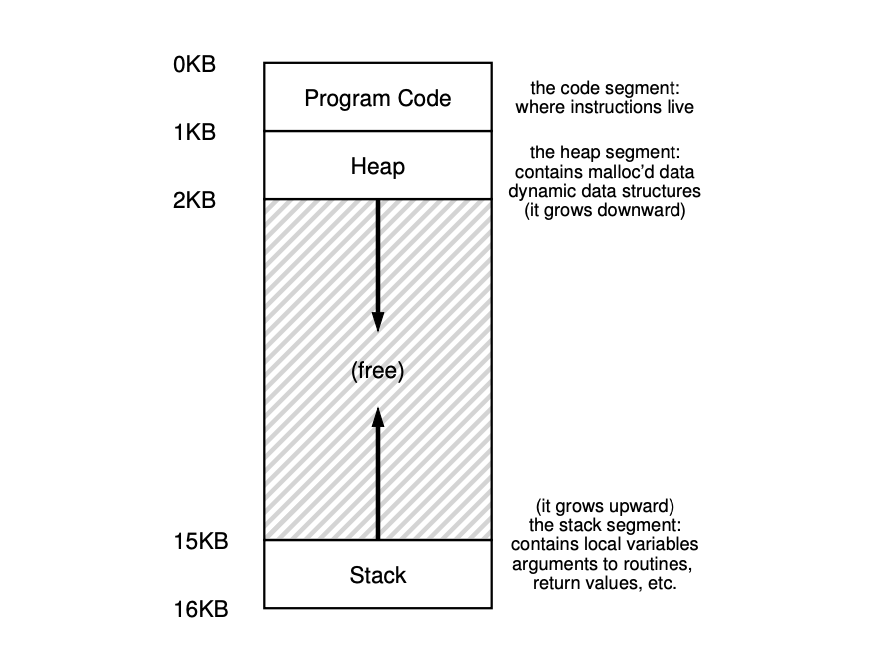 0KB
Program Code
the code segment:
where instructions live
1KB
Heap
the heap segment:
contains malloc'd data
dynamic data structures
(it grows downward)
2KB
(free)
(it grows upward)
the stack segment:
contains local variables
arguments to routines,
return values, etc.
15KB
Stack
16KB